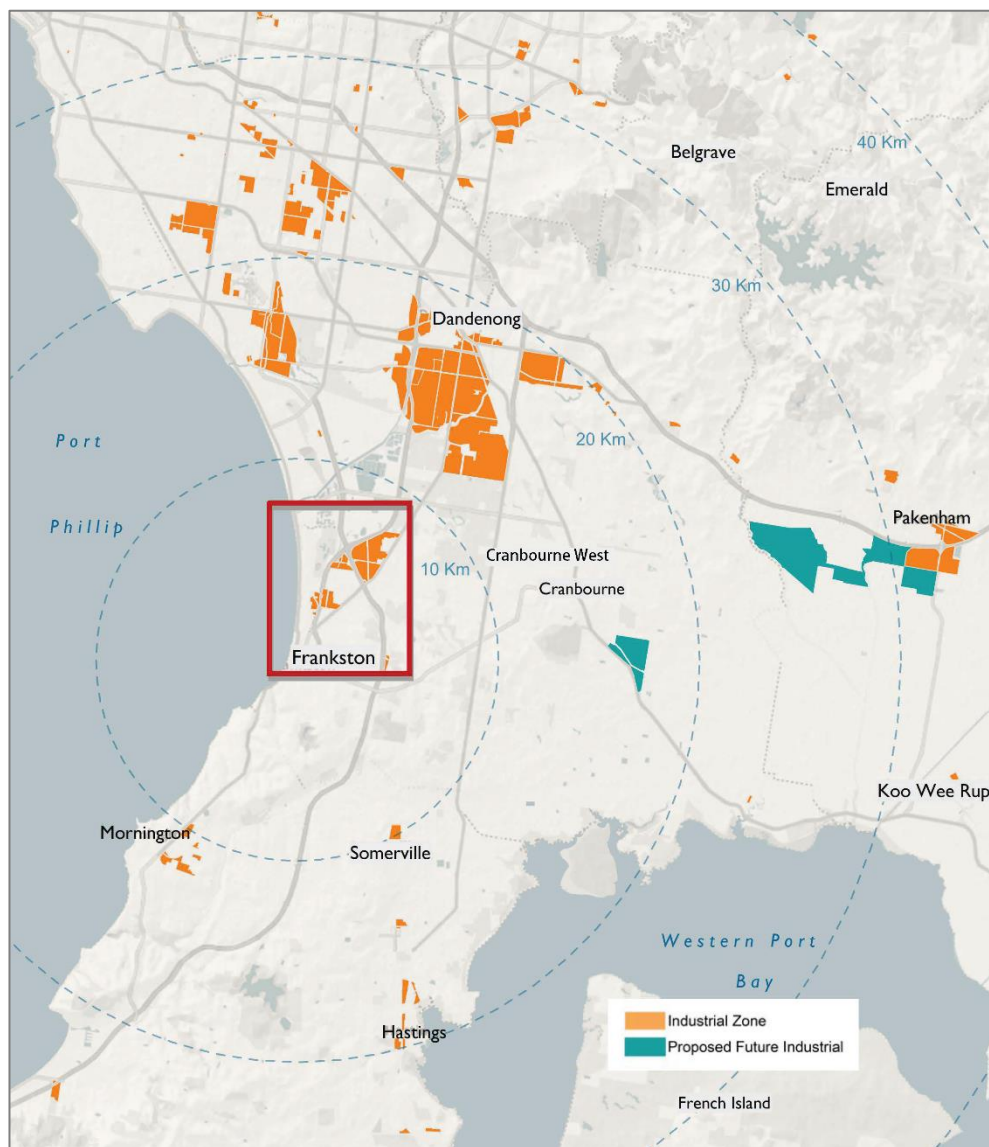 Belgrave
40 Km
Emerald
30 Km
Dandenong
Port
20 Km
Phillip
Pakenham
Cranbourne West
10 Km
Cranbourne
Frankston
Koo Wee Rup
Mornington
Somerville
Western Port
Bay
Industrial Zone
Hastings
Proposed Future Industrial
French Island